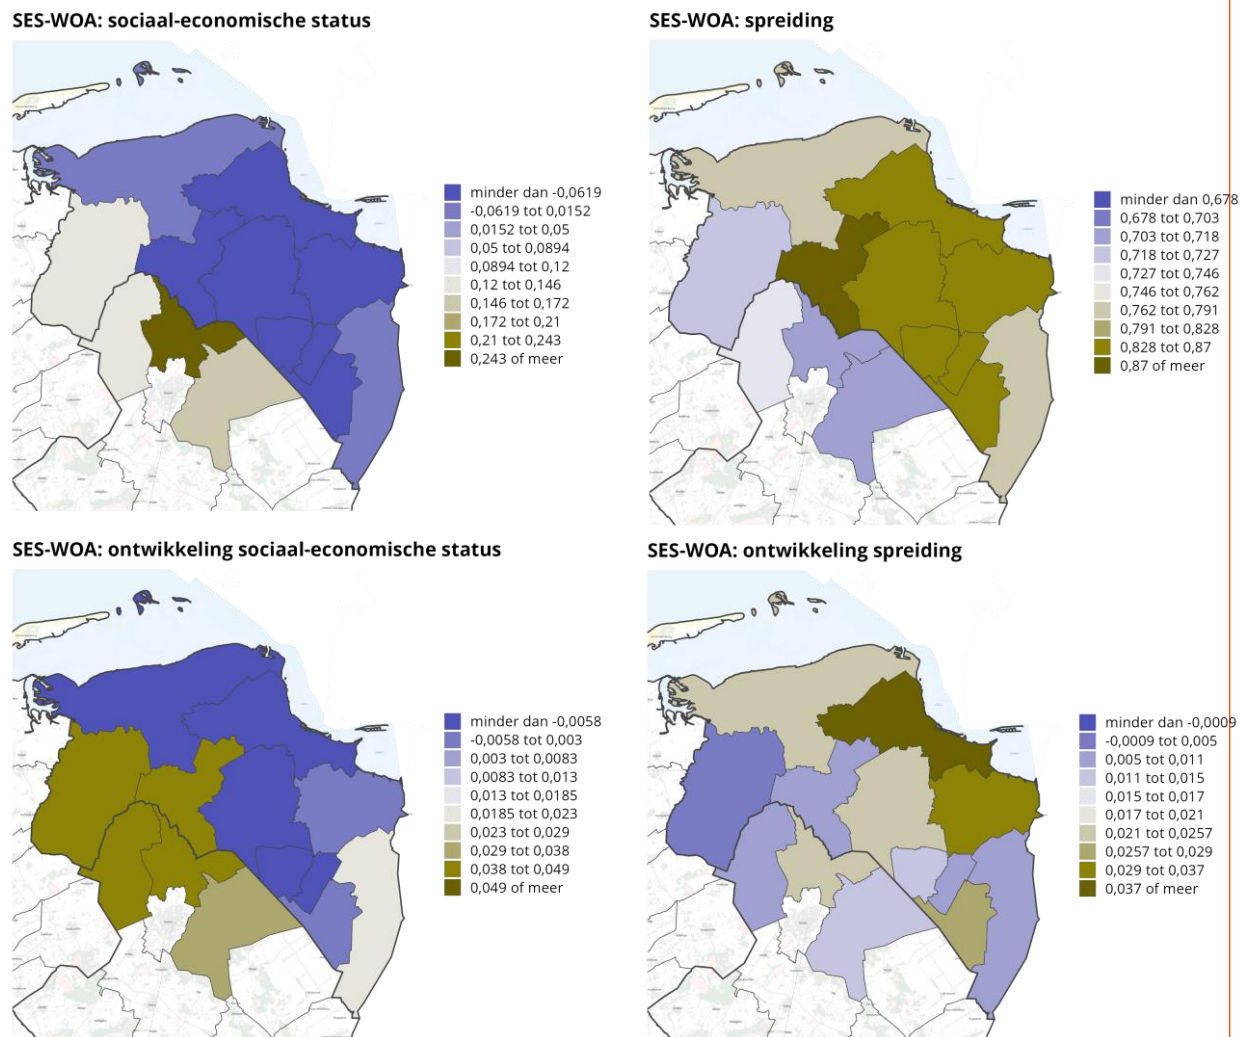 SES-WOA: sociaal-economische status
minder dan -0,0619
-0,0619 tot 0,0152
0,0152 tot 0,05
0,05 tot 0,0894
0,0894 tot 0,12
0,12 tot 0,146
0,146 tot 0,172
0,172 tot 0,21
0,21 tot 0,243
0,243 of meer
SES-WOA: spreiding
minder dan 0,678
0,678 tot 0,703
0,703 tot 0,718
0,718 tot 0,727
0,727 tot 0,746
0,746 tot 0,762
0,762 tot 0,791
0,791 tot 0,828
0,828 tot 0,87
0,87 of meer
SES-WOA: ontwikkeling sociaal-economische status
minder dan -0,0058
-0,0058 tot 0,003
0,003 tot 0,0083
0,0083 tot 0,013
0,013 tot 0,0185
0,0185 tot 0,023
0,023 tot 0,029
0,029 tot 0,038
0,038 tot 0,049
0,049 of meer
SES-WOA: ontwikkeling spreiding
minder dan -0,0009
-0,0009 tot 0,005
0,005 tot 0,011
0,011 tot 0,015
0,015 tot 0,017
0,017 tot 0,021
0,021 tot 0,0257
0,0257 tot 0,029
0,029 tot 0,037
0,037 of meer